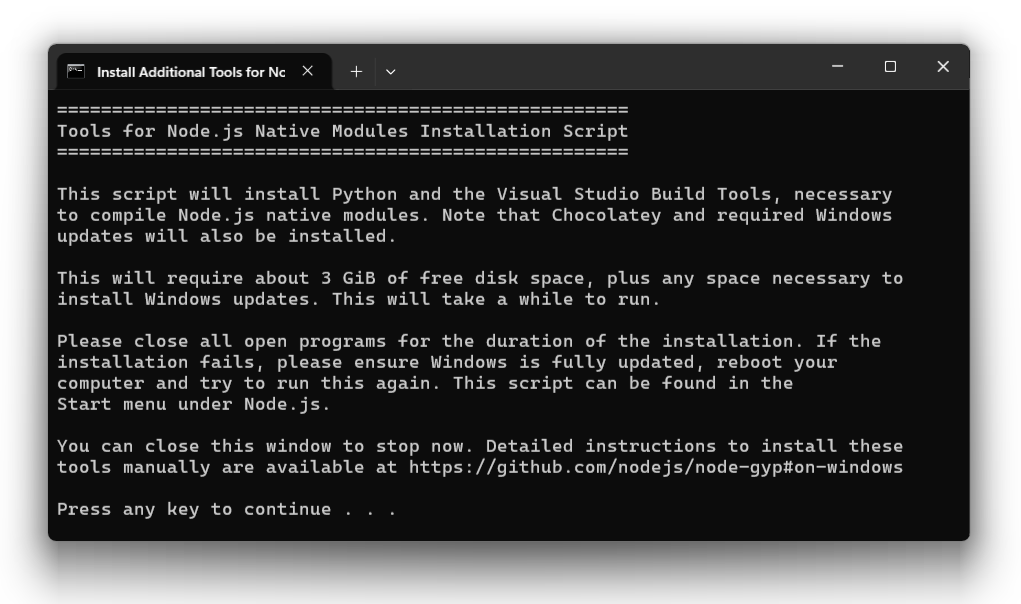 Install Additional Tools for No
====================================================
Tools for Node.js Native Modules Installation Script
====================================================
This script will install Python and the Visual Studio Build Tools, necessary
to compile Node.js native modules. Note that Chocolatey and required Windows
updates will also be installed.
This will require about 3 GiB of free disk space, plus any space necessary to
install Windows updates. This will take a while to run.
Please close all open programs for the duration of the installation. If the
installation fails, please ensure Windows is fully updated, reboot your
computer and try to run this again. This script can be found in the
Start menu under Node.js.
You can close this window to stop now. Detailed instructions to install these
tools manually are available at https://github.com/nodejs/node-gyp#on-windows
Press any key to continue . . .